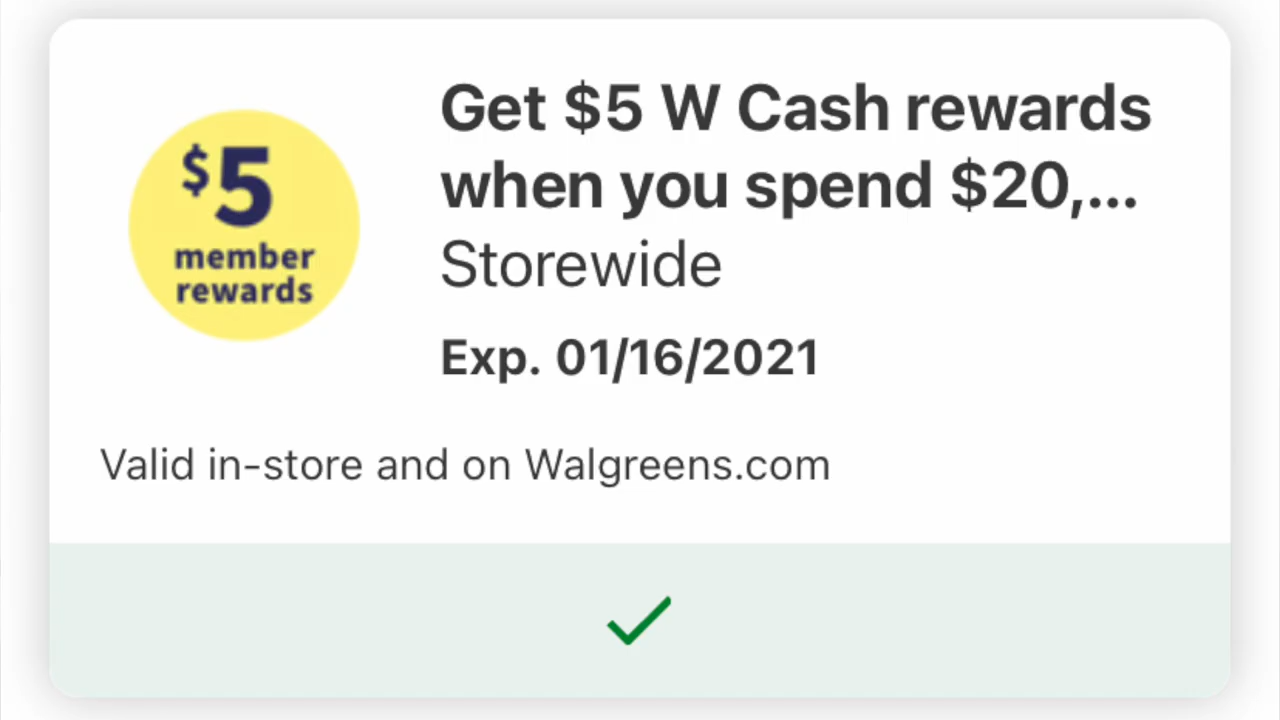 $5
member
rewards
Get $5 W Cash rewards
when you spend $20,...
Storewide
Exp. 01/16/2021
Valid in-store and on Walgreens.com